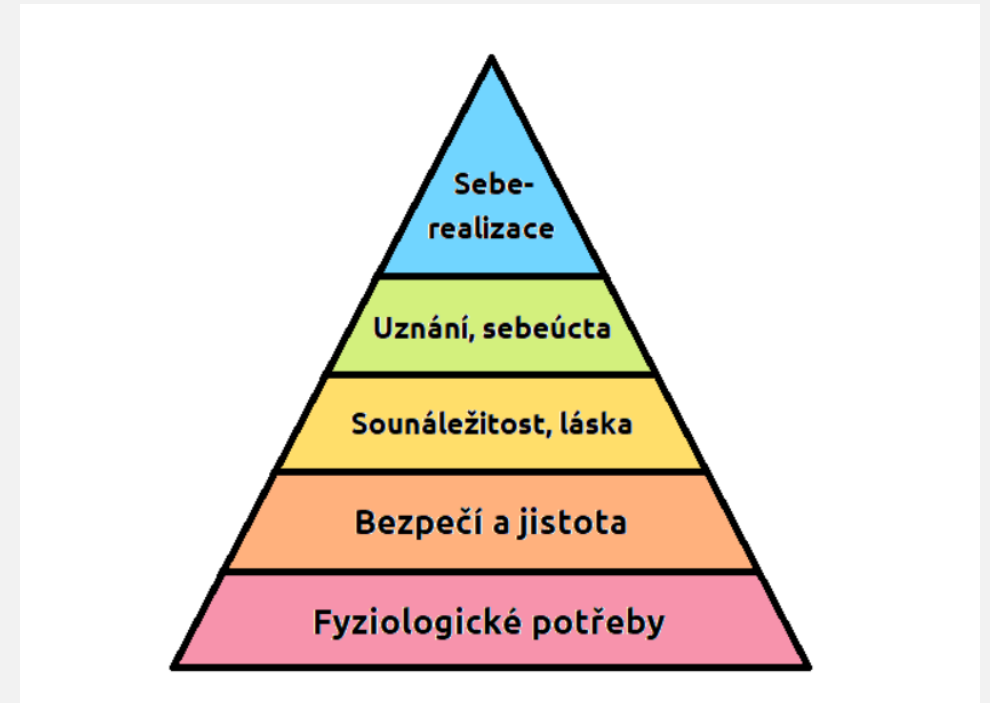 Sebe-
realizace
Uznání, sebeúcta
Sounáležitost, láska
Bezpečí a jistota
Fyziologické potřeby